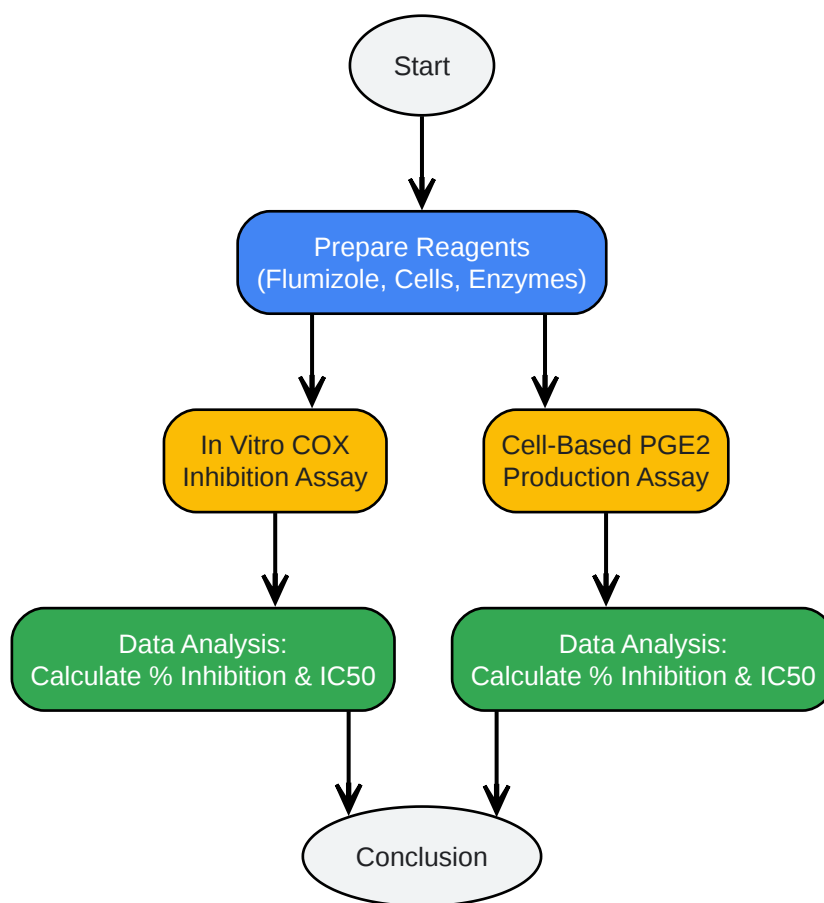 Start
Prepare Reagents
(Flumizole, Cells, Enzymes)
In Vitro COX
Inhibition Assay
Cell-Based PGE2
Production Assay
Data Analysis:
Calculate % Inhibition & IC50
Data Analysis:
Calculate % Inhibition & IC50
Conclusion